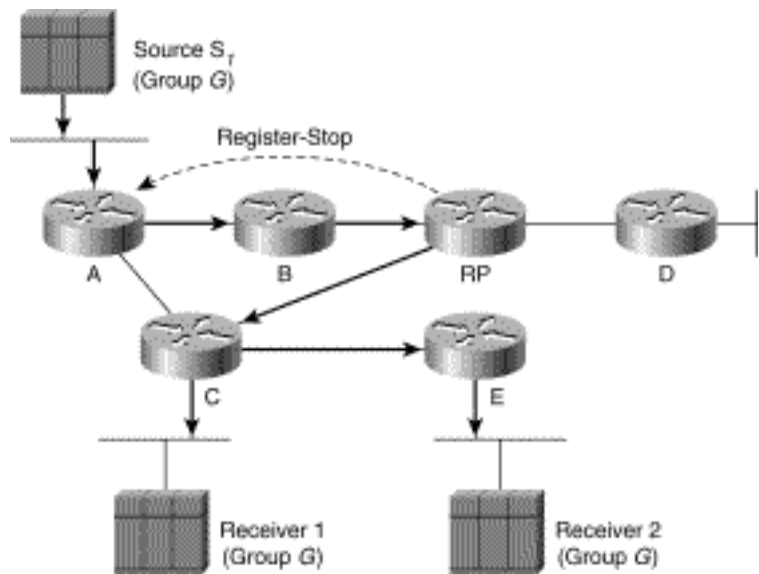 Source S₁
(Group G)
Register-Stop
A
B
RP
D
C
E
Receiver 1
(Group G)
Receiver 2
(Group G)